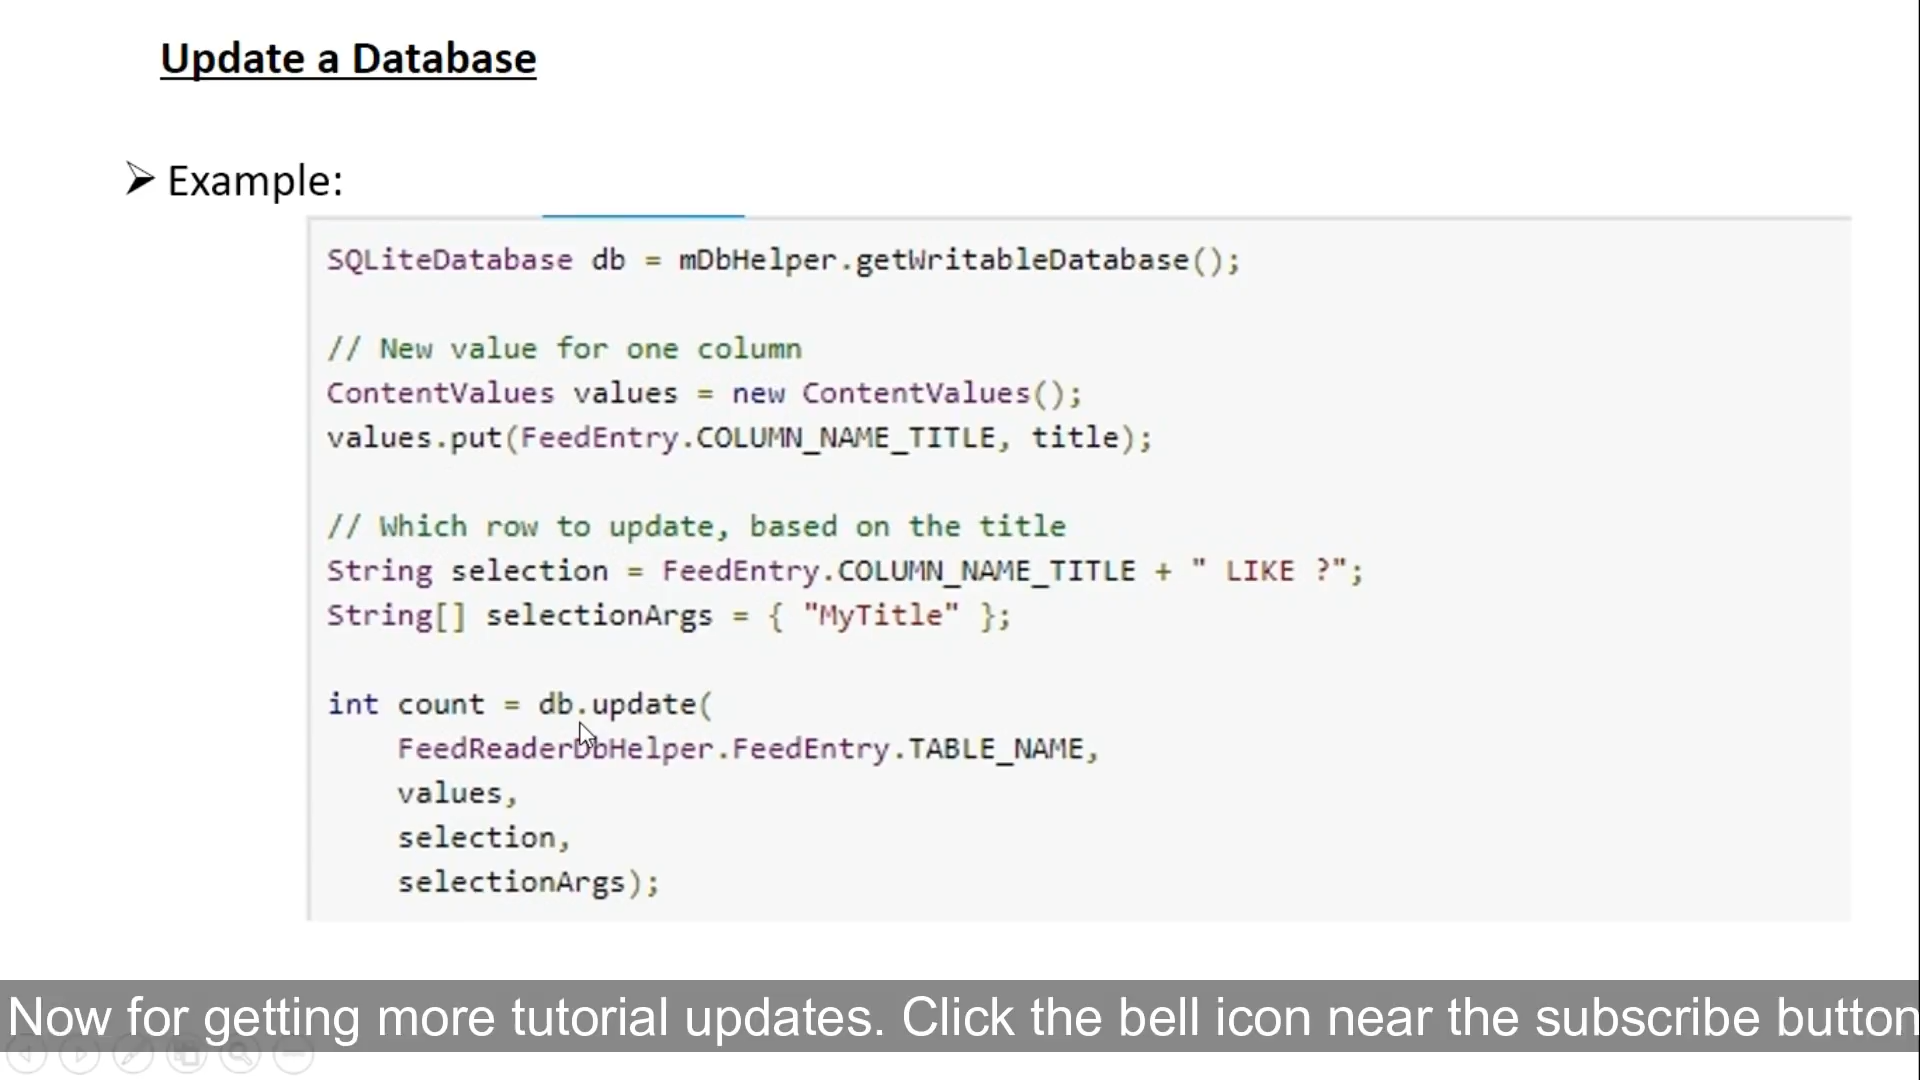 Update a Database
Example:
SQLiteDatabase db = mDbHelper.getWritableDatabase();
// New value for one column
ContentValues values = new ContentValues();
values.put(FeedEntry.COLUMN_NAME_TITLE, title);
// Which row to update, based on the title
String selection = FeedEntry.COLUMN_NAME_TITLE + " LIKE ?";
String[] selectionArgs = { "MyTitle" };
int count = db.update(
FeedReaderDbHelper.FeedEntry.TABLE_NAME,
values,
selection,
selectionArgs);
Now for getting more tutorial updates. Click the bell icon near the subscribe button